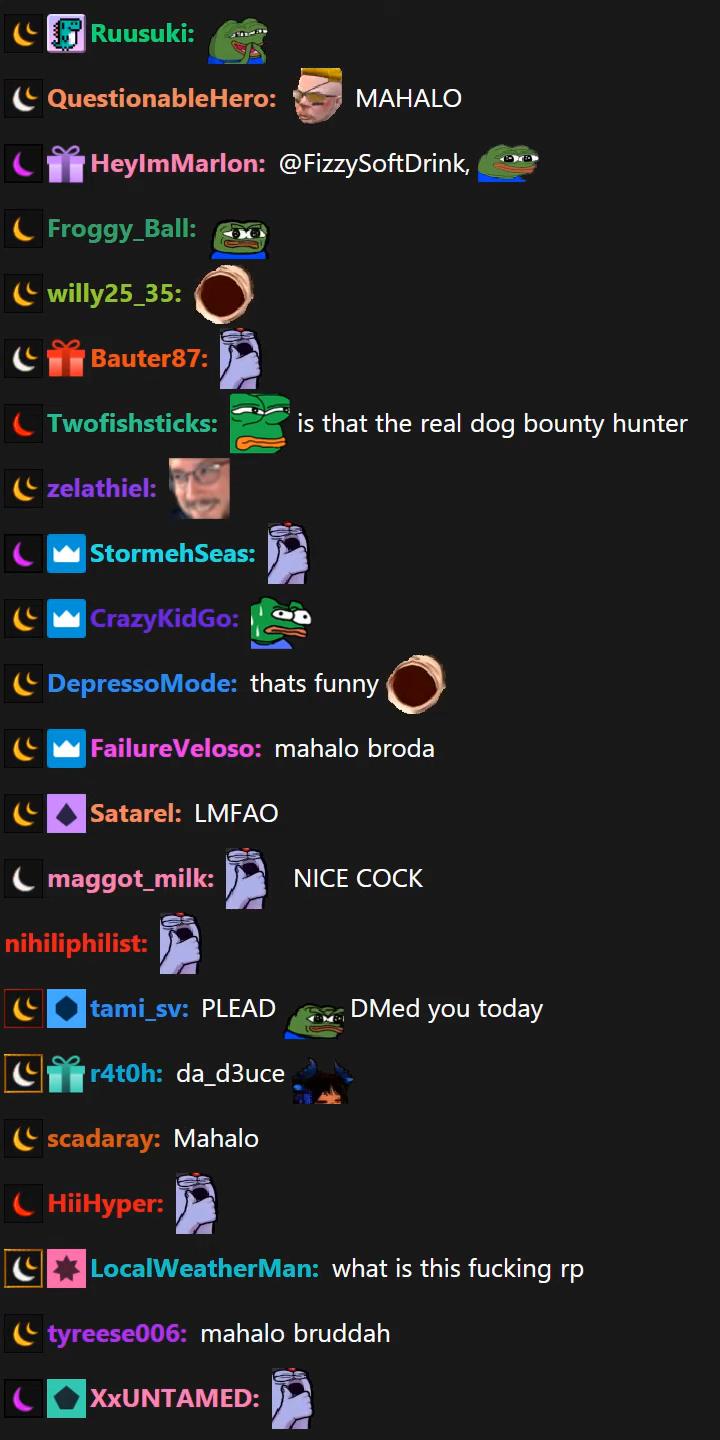 Ruusuki:
QuestionableHero: MAHALO
HeyImMarlon: @FizzySoftDrink,
Froggy_Ball:
willy25_35:
Bauter87:
Twofishsticks: is that the real dog bounty hunter
zelathiel:
StormehSeas:
CrazyKidGo:
DepressoMode: thats funny
FailureVeloso: mahalo broda
Satarel: LMFAO
maggot_milk: NICE COCK
nihiliphilist:
tami_sv: PLEAD DMed you today
r4t0h: da_d3uce
scadaray: Mahalo
HiiHyper:
LocalWeatherMan: what is this fucking rp
tyreese006: mahalo bruddah
XxUNTAMED: